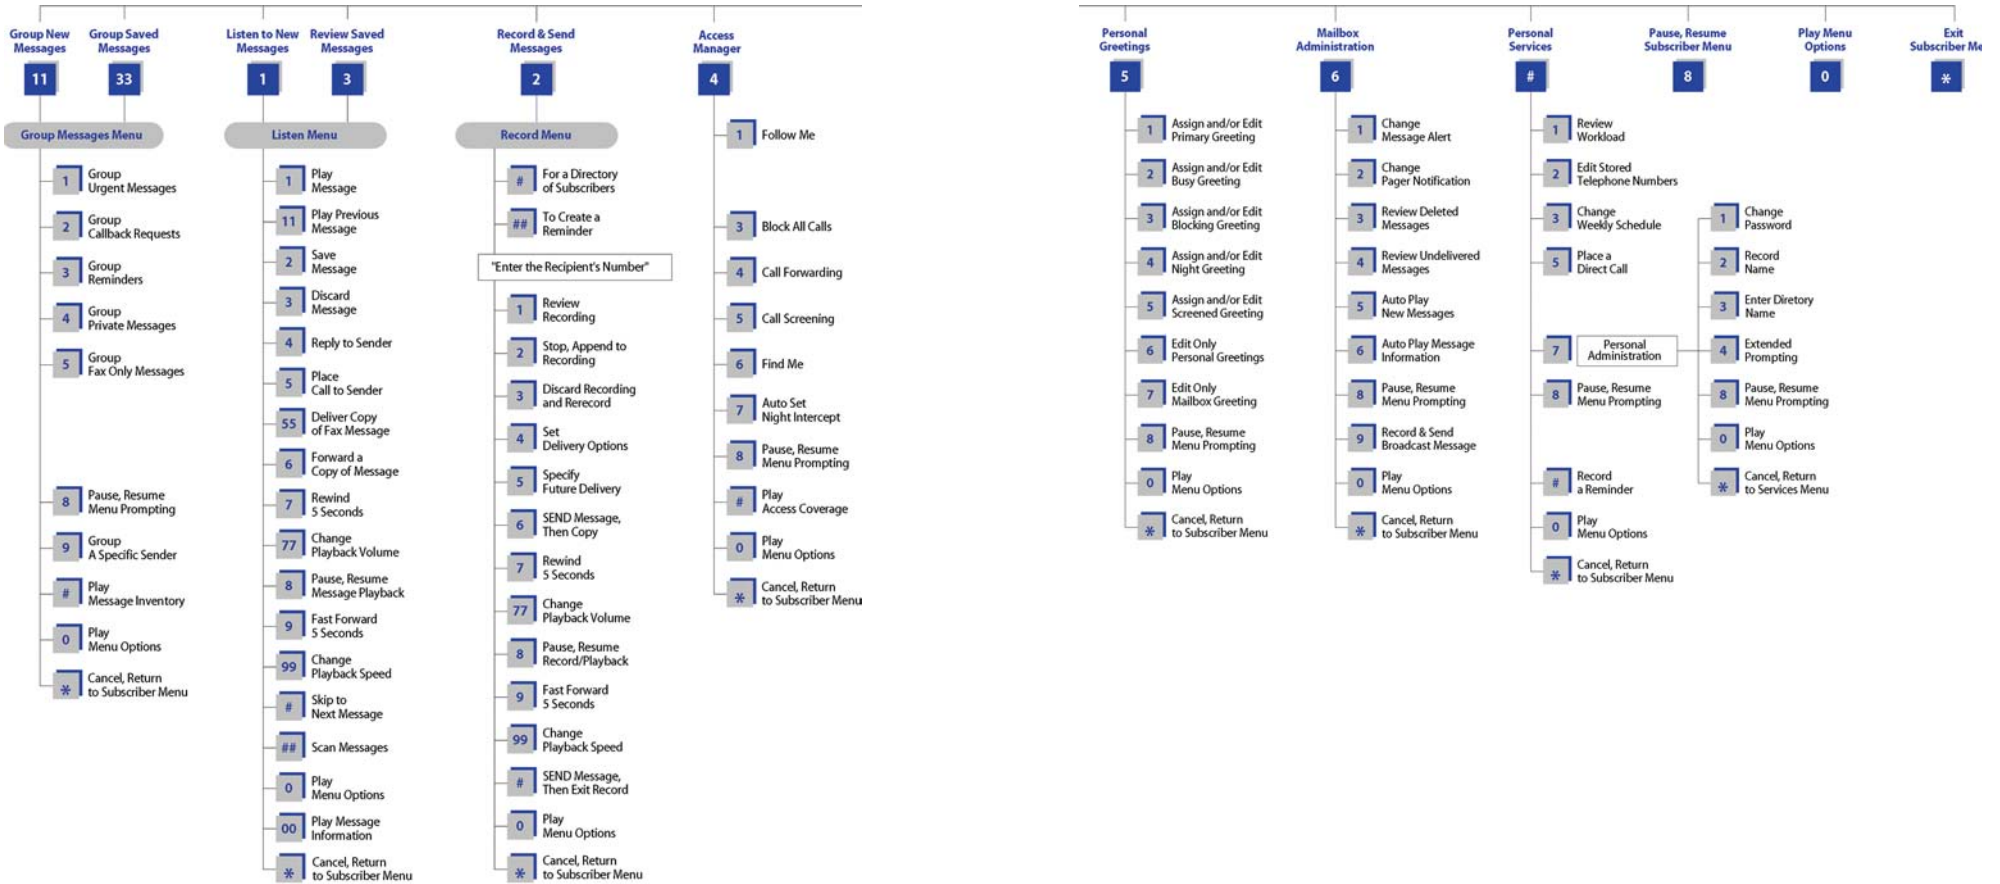 Group New
Messages
11
Group Saved
Messages
33
Group Messages Menu
1
Group
Urgent Messages
2
Group
Callback Requests
3
Group
Reminders
4
Group
Private Messages
5
Group
Fax Only Messages
8
Pause, Resume
Menu Prompting
9
Group
A Specific Sender
#
Play
Message Inventory
0
Play
Menu Options
*
Cancel, Return
to Subscriber Menu
Listen to New
Messages
1
Review Saved
Messages
3
Listen Menu
1
Play
Message
11
Play Previous
Message
2
Save
Message
3
Discard
Message
4
Reply to Sender
5
Place
Call to Sender
55
Deliver Copy
of Fax Message
6
Forward a
Copy of Message
7
Rewind
5 Seconds
77
Change
Playback Volume
8
Pause, Resume
Message Playback
9
Fast Forward
5 Seconds
99
Change
Playback Speed
#
Skip to
Next Message
##
Scan Messages
0
Play
Menu Options
00
Play Message
Information
*
Cancel, Return
to Subscriber Menu
Record & Send
Messages
2
Record Menu
#
For a Directory
of Subscribers
##
To Create a
Reminder
"Enter the Recipient's Number"
1
Review
Recording
2
Stop, Append to
Recording
3
Discard Recording
and Rerecord
4
Set
Delivery Options
5
Specify
Future Delivery
6
SEND Message,
Then Copy
7
Rewind
5 Seconds
77
Change
Playback Volume
8
Pause, Resume
Record/Playback
9
Fast Forward
5 Seconds
99
Change
Playback Speed
#
SEND Message,
Then Exit Record
0
Play
Menu Options
*
Cancel, Return
to Subscriber Menu
Access
Manager
4
1
Follow Me
3
Block All Calls
4
Call Forwarding
5
Call Screening
6
Find Me
7
Auto Set
Night Intercept
8
Pause, Resume
Menu Prompting
#
Play
Access Coverage
0
Play
Menu Options
*
Cancel, Return
to Subscriber Menu
Personal
Greetings
5
1
Assign and/or Edit
Primary Greeting
2
Assign and/or Edit
Busy Greeting
3
Assign and/or Edit
Blocking Greeting
4
Assign and/or Edit
Night Greeting
5
Assign and/or Edit
Screened Greeting
6
Edit Only
Personal Greetings
7
Edit Only
Mailbox Greeting
8
Pause, Resume
Menu Prompting
0
Play
Menu Options
*
Cancel, Return
to Subscriber Menu
Mailbox
Administration
6
1
Change
Message Alert
2
Change
Pager Notification
3
Review Deleted
Messages
4
Review Undelivered
Messages
5
Auto Play
New Messages
6
Auto Play Message
Information
8
Pause, Resume
Menu Prompting
9
Record & Send
Broadcast Message
0
Play
Menu Options
*
Cancel, Return
to Subscriber Menu
Personal
Services
#
1
Review
Workload
2
Edit Stored
Telephone Numbers
3
Change
Weekly Schedule
5
Place a
Direct Call
7
Personal
Administration
8
Pause, Resume
Menu Prompting
#
Record
a Reminder
0
Play
Menu Options
*
Cancel, Return
to Subscriber Menu
1
Change
Password
2
Record
Name
3
Enter Diretory
Name
4
Extended
Prompting
8
Pause, Resume
Menu Prompting
0
Play
Menu Options
*
Cancel, Return
to Services Menu
Pause, Resume
Subscriber Menu
8
Play Menu
Options
0
Exit
Subscriber Me
*